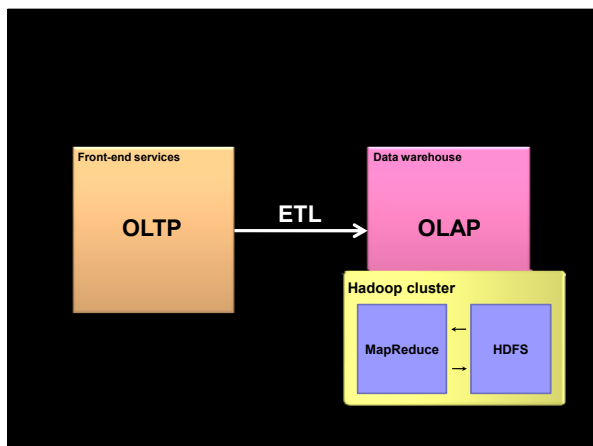 Front-end services
Data warehouse
OLTP
ETL
OLAP
Hadoop cluster
MapReduce
HDFS